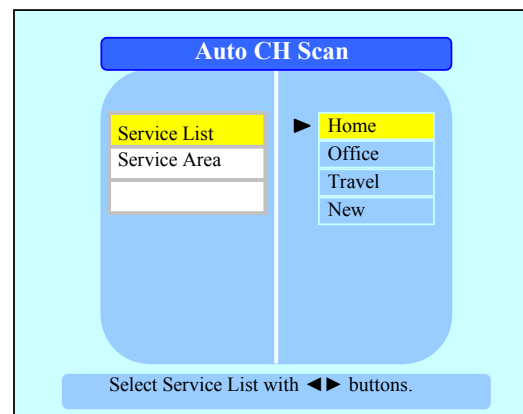 Auto CH Scan
Service List
Service Area
► Home
Office
Travel
New
Select Service List with ◄► buttons.